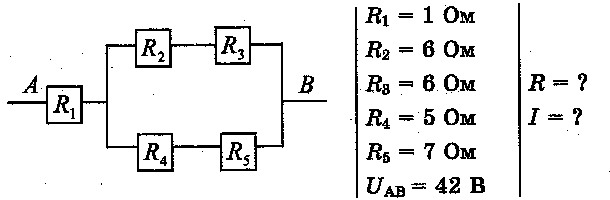 A R₁ R₂ R₃ R₄ R₅ B
R₁ = 1 Ом
R₂ = 6 Ом
R₃ = 6 Ом
R₄ = 5 Ом
R₅ = 7 Ом
U_AB = 42 В
R = ?
I = ?